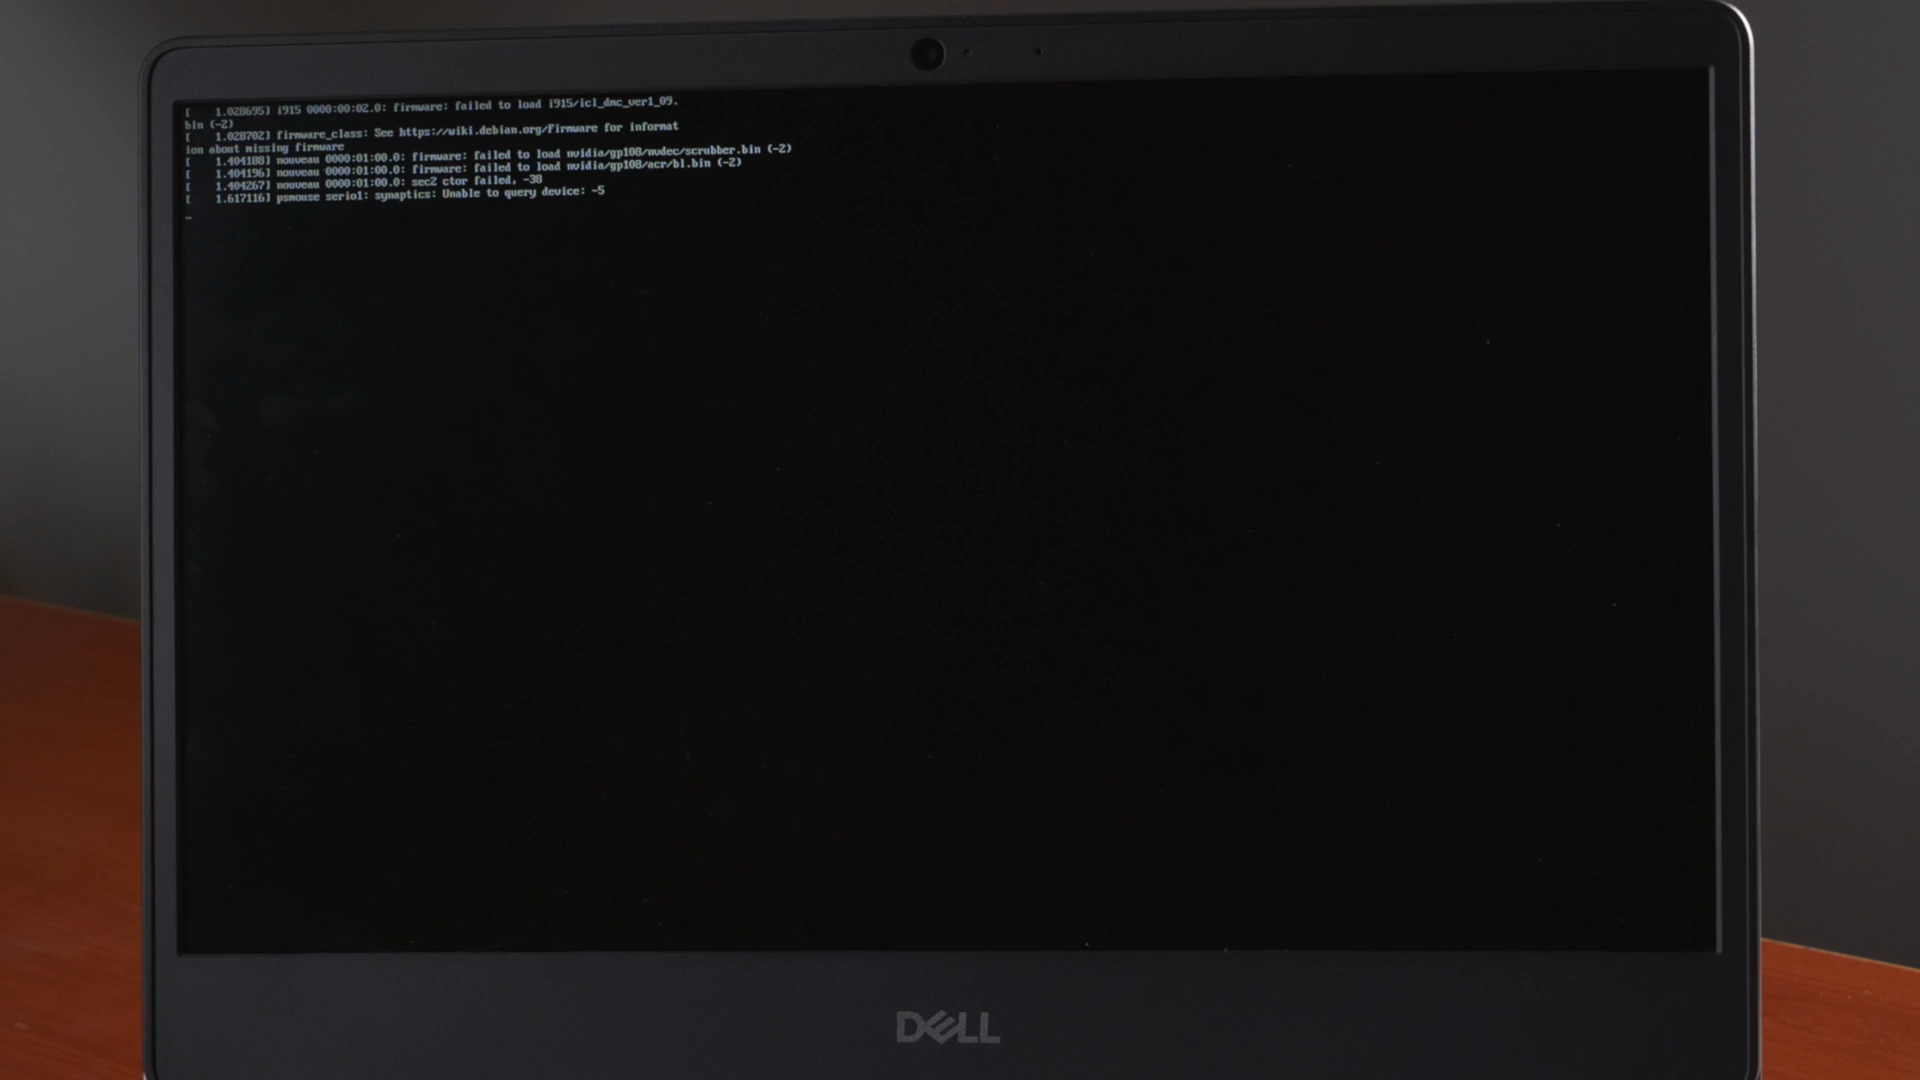 [    1.028695] i915 0000:00:02.0: firmware: failed to load i915/icl_dmc_ver1_09.
bin (-2)
[    1.028702] firmware_class: See https://wiki.debian.org/Firmware for informat
ion about missing firmware
[    1.404188] nouveau 0000:01:00.0: firmware: failed to load nvidia/gp108/nvdec/scrubber.bin (-2)
[    1.404196] nouveau 0000:01:00.0: firmware: failed to load nvidia/gp108/acr/bl.bin (-2)
[    1.404267] nouveau 0000:01:00.0: sec2 ctor failed, -38
[    1.617116] psmouse serio1: synaptics: Unable to query device: -5
_
DELL